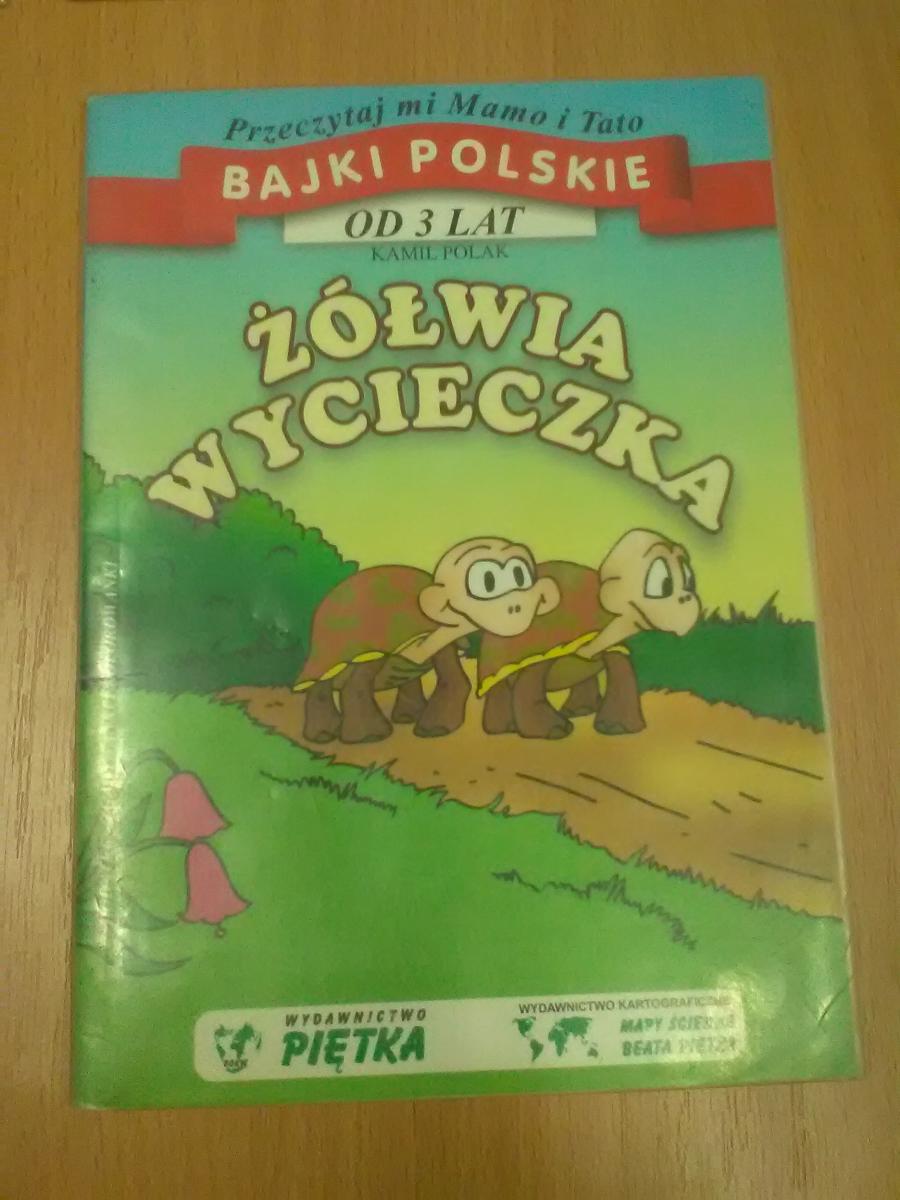 Przeczytaj mi Mamo i Tato
BAJKI POLSKIE
OD 3 LAT
KAMIL POLAK
ŻÓŁWIA
WYCIECZKA
WYDAWNICTWO
PIĘTKA
WYDAWNICTWO KARTOGRAFICZNE
MAPY ŚCIENNE
BEATA PIĘTKA